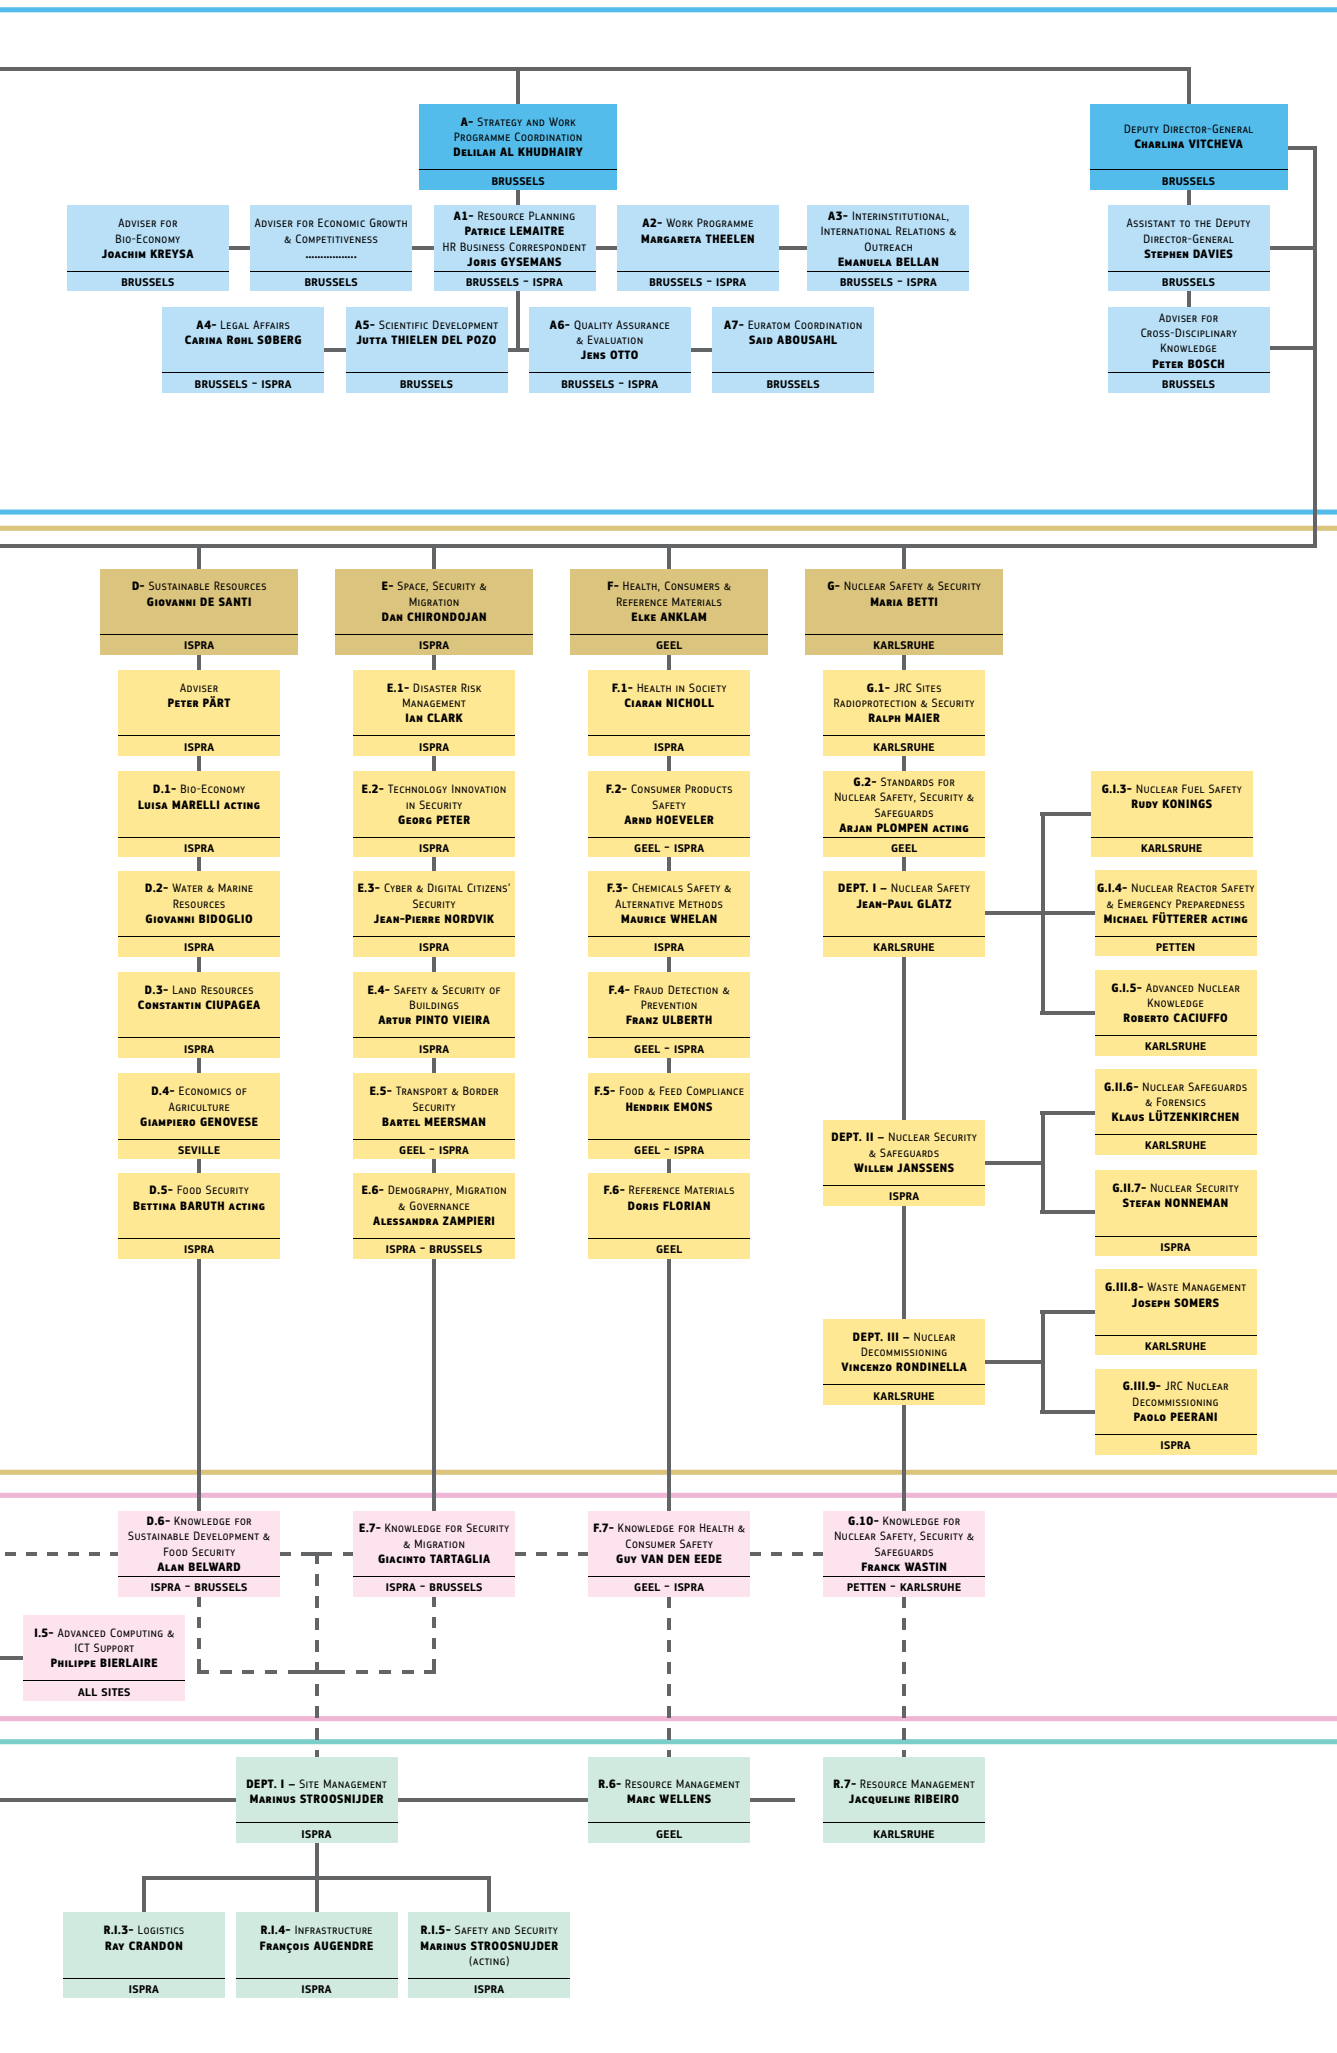 A- Strategy and Work
Programme Coordination
Delilah AL KHUDHAIRY
BRUSSELS
Deputy Director-General
Charlina VITCHEVA
BRUSSELS
Adviser for
Bio-Economy
Joachim KREYSA
BRUSSELS
Adviser for Economic Growth
& Competitiveness
.................
BRUSSELS
A1- Resource Planning
Patrice LEMAITRE
HR Business Correspondent
Joris GYSEMANS
BRUSSELS – ISPRA
A2- Work Programme
Margareta THEELEN
BRUSSELS – ISPRA
A3- Interinstitutional,
International Relations &
Outreach
Emanuela BELLAN
BRUSSELS – ISPRA
Assistant to the Deputy
Director-General
Stephen DAVIES
BRUSSELS
A4- Legal Affairs
Carina Røhl SØBERG
BRUSSELS – ISPRA
A5- Scientific Development
Jutta THIELEN DEL POZO
BRUSSELS
A6- Quality Assurance
& Evaluation
Jens OTTO
BRUSSELS – ISPRA
A7- Euratom Coordination
Said ABOUSAHL
BRUSSELS
Adviser for
Cross-Disciplinary
Knowledge
Peter BOSCH
BRUSSELS
D- Sustainable Resources
Giovanni DE SANTI
ISPRA
E- Space, Security &
Migration
Dan CHIRONDOJAN
ISPRA
F- Health, Consumers &
Reference Materials
Elke ANKLAM
GEEL
G- Nuclear Safety & Security
Maria BETTI
KARLSRUHE
Adviser
Peter PÄRT
ISPRA
E.1- Disaster Risk
Management
Ian CLARK
ISPRA
F.1- Health in Society
Ciaran NICHOLL
ISPRA
G.1- JRC Sites
Radioprotection & Security
Ralph MAIER
KARLSRUHE
D.1- Bio-Economy
Luisa MARELLI acting
ISPRA
E.2- Technology Innovation
in Security
Georg PETER
ISPRA
F.2- Consumer Products
Safety
Arnd HOEVELER
GEEL – ISPRA
G.2- Standards for
Nuclear Safety, Security &
Safeguards
Arjan PLOMPEN acting
GEEL
G.I.3- Nuclear Fuel Safety
Rudy KONINGS
KARLSRUHE
D.2- Water & Marine
Resources
Giovanni BIDOGLIO
ISPRA
E.3- Cyber & Digital Citizens'
Security
Jean-Pierre NORDVIK
ISPRA
F.3- Chemicals Safety &
Alternative Methods
Maurice WHELAN
ISPRA
DEPT. I – Nuclear Safety
Jean-Paul GLATZ
KARLSRUHE
G.I.4- Nuclear Reactor Safety
& Emergency Preparedness
Michael FÜTTERER acting
PETTEN
D.3- Land Resources
Constantin CIUPAGEA
ISPRA
E.4- Safety & Security of
Buildings
Artur PINTO VIEIRA
ISPRA
F.4- Fraud Detection &
Prevention
Franz ULBERTH
GEEL – ISPRA
G.I.5- Advanced Nuclear
Knowledge
Roberto CACIUFFO
KARLSRUHE
D.4- Economics of
Agriculture
Giampiero GENOVESE
SEVILLE
E.5- Transport & Border
Security
Bartel MEERSMAN
GEEL – ISPRA
F.5- Food & Feed Compliance
Hendrik EMONS
GEEL – ISPRA
G.II.6- Nuclear Safeguards
& Forensics
Klaus LÜTZENKIRCHEN
KARLSRUHE
DEPT. II – Nuclear Security
& Safeguards
Willem JANSSENS
ISPRA
D.5- Food Security
Bettina BARUTH acting
ISPRA
E.6- Demography, Migration
& Governance
Alessandra ZAMPIERI
ISPRA – BRUSSELS
F.6- Reference Materials
Doris FLORIAN
GEEL
G.II.7- Nuclear Security
Stefan NONNEMAN
ISPRA
G.III.8- Waste Management
Joseph SOMERS
KARLSRUHE
DEPT. III – Nuclear
Decommissioning
Vincenzo RONDINELLA
KARLSRUHE
G.III.9- JRC Nuclear
Decommissioning
Paolo PEERANI
ISPRA
D.6- Knowledge for
Sustainable Development &
Food Security
Alan BELWARD
ISPRA – BRUSSELS
E.7- Knowledge for Security
& Migration
Giacinto TARTAGLIA
ISPRA – BRUSSELS
F.7- Knowledge for Health &
Consumer Safety
Guy VAN DEN EEDE
GEEL – ISPRA
G.10- Knowledge for
Nuclear Safety, Security &
Safeguards
Franck WASTIN
PETTEN – KARLSRUHE
I.5- Advanced Computing &
ICT Support
Philippe BIERLAIRE
ALL SITES
DEPT. I – Site Management
Marinus STROOSNIJDER
ISPRA
R.6- Resource Management
Marc WELLENS
GEEL
R.7- Resource Management
Jacqueline RIBEIRO
KARLSRUHE
R.I.3- Logistics
Ray CRANDON
ISPRA
R.I.4- Infrastructure
François AUGENDRE
ISPRA
R.I.5- Safety and Security
Marinus STROOSNUJDER
(acting)
ISPRA